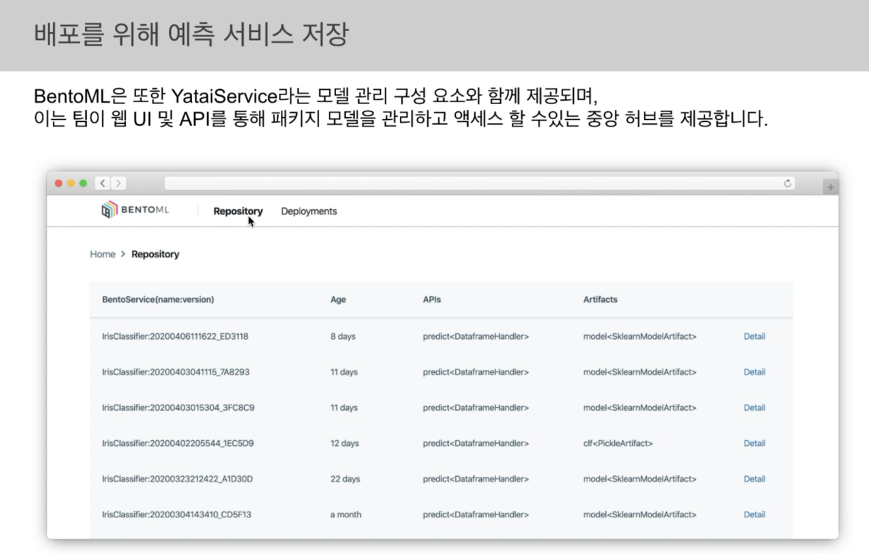 배포를 위해 예측 서비스 저장
BentoML은 또한 YataiService라는 모델 관리 구성 요소와 함께 제공되며,
이는 팀이 웹 UI 및 API를 통해 패키지 모델을 관리하고 액세스 할 수있는 중앙 허브를 제공합니다.
BENTOML Repository Deployments
Home > Repository
BentoService(name:version) Age APIs Artifacts
IrisClassifier:20200406111622_ED3118 8 days predict<DataframeHandler> model<SklearnModelArtifact> Detail
IrisClassifier:20200403041115_7A8293 11 days predict<DataframeHandler> model<SklearnModelArtifact> Detail
IrisClassifier:20200403015304_3FC8C9 11 days predict<DataframeHandler> model<SklearnModelArtifact> Detail
IrisClassifier:20200402205544_1EC5D9 12 days predict<DataframeHandler> clf<PickleArtifact> Detail
IrisClassifier:20200323212422_A1D30D 22 days predict<DataframeHandler> model<SklearnModelArtifact> Detail
IrisClassifier:20200304143410_CD5F13 a month predict<DataframeHandler> model<SklearnModelArtifact> Detail